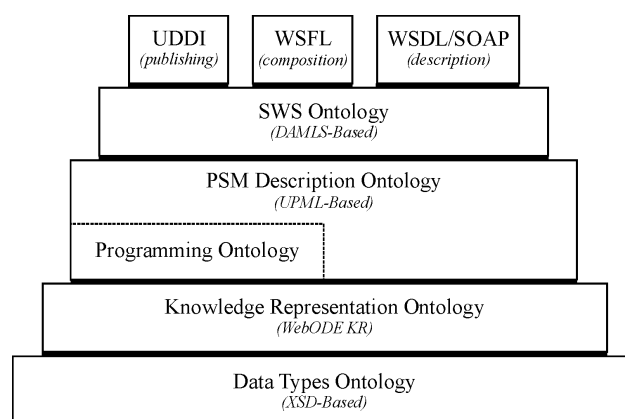 UDDI
(publishing)
WSFL
(composition)
WSDL/SOAP
(description)
SWS Ontology
(DAMLS-Based)
PSM Description Ontology
(UPML-Based)
Programming Ontology
Knowledge Representation Ontology
(WebODE KR)
Data Types Ontology
(XSD-Based)